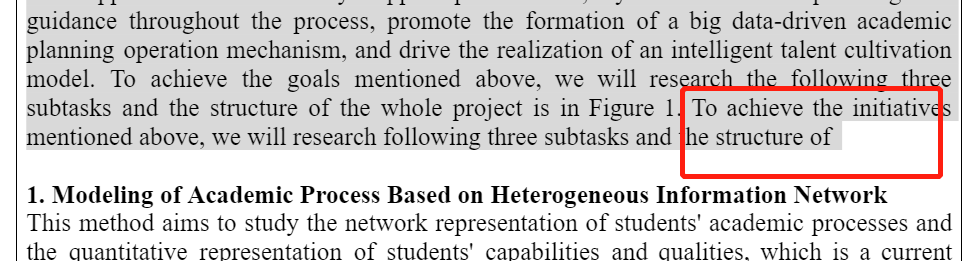 guidance throughout the process, promote the formation of a big data-driven academic
planning operation mechanism, and drive the realization of an intelligent talent cultivation
model. To achieve the goals mentioned above, we will research the following three
subtasks and the structure of the whole project is in Figure 1. To achieve the initiatives
mentioned above, we will research following three subtasks and the structure of
1. Modeling of Academic Process Based on Heterogeneous Information Network
This method aims to study the network representation of students' academic processes and
the quantitative representation of students' capabilities and qualities, which is a current